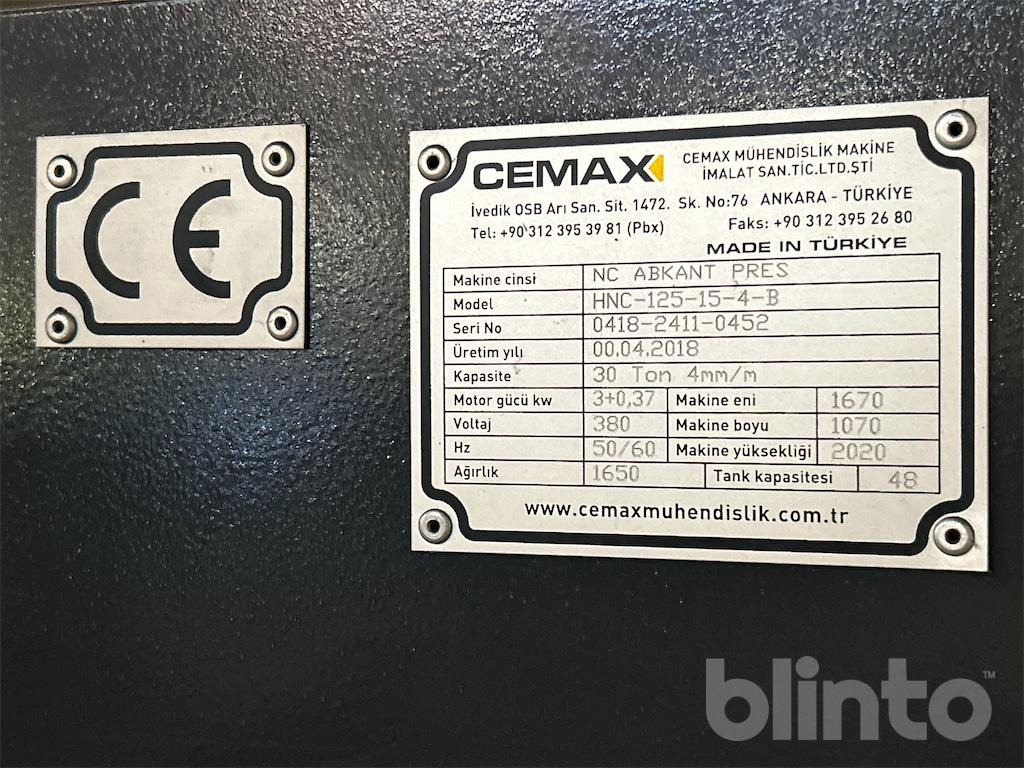 CE
CEMAX
CEMAX MÜHENDİSLİK MAKİNE
İMALAT SAN.TİC.LTD.ŞTİ
İvedik OSB Arı San. Sit. 1472. Sk. No:76 ANKARA - TÜRKİYE
Tel: +90 312 395 39 81 (Pbx) Faks: +90 312 395 26 80
MADE IN TÜRKİYE
Makine cinsi NC ABKANT PRES
Model HNC-125-15-4-B
Seri No 0418-2411-0452
Üretim yılı 00.04.2018
Kapasite 30 Ton 4mm/m
Motor gücü kw 3+0,37 Makine eni 1670
Voltaj 380 Makine boyu 1070
Hz 50/60 Makine yüksekliği 2020
Ağırlık 1650 Tank kapasitesi 48
www.cemaxmuhendislik.com.tr
blinto™